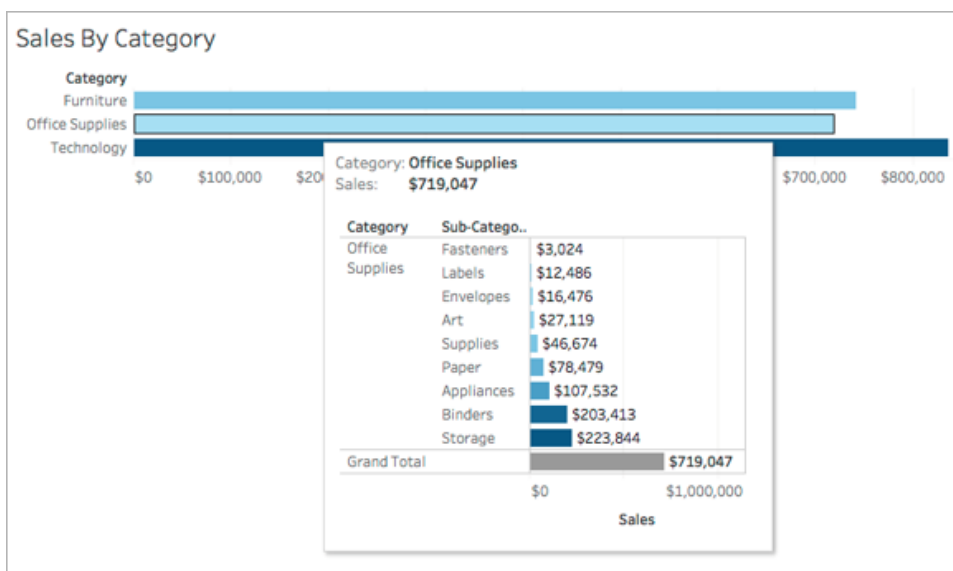 Sales By Category
Category
Furniture
Office Supplies
Technology
$0 $100,000 $20 $700,000 $800,000
Category: Office Supplies
Sales: $719,047
Category Sub-Catego..
Office Supplies Fasteners $3,024
Labels $12,486
Envelopes $16,476
Art $27,119
Supplies $46,674
Paper $78,479
Appliances $107,532
Binders $203,413
Storage $223,844
Grand Total $719,047
$0 $1,000,000
Sales